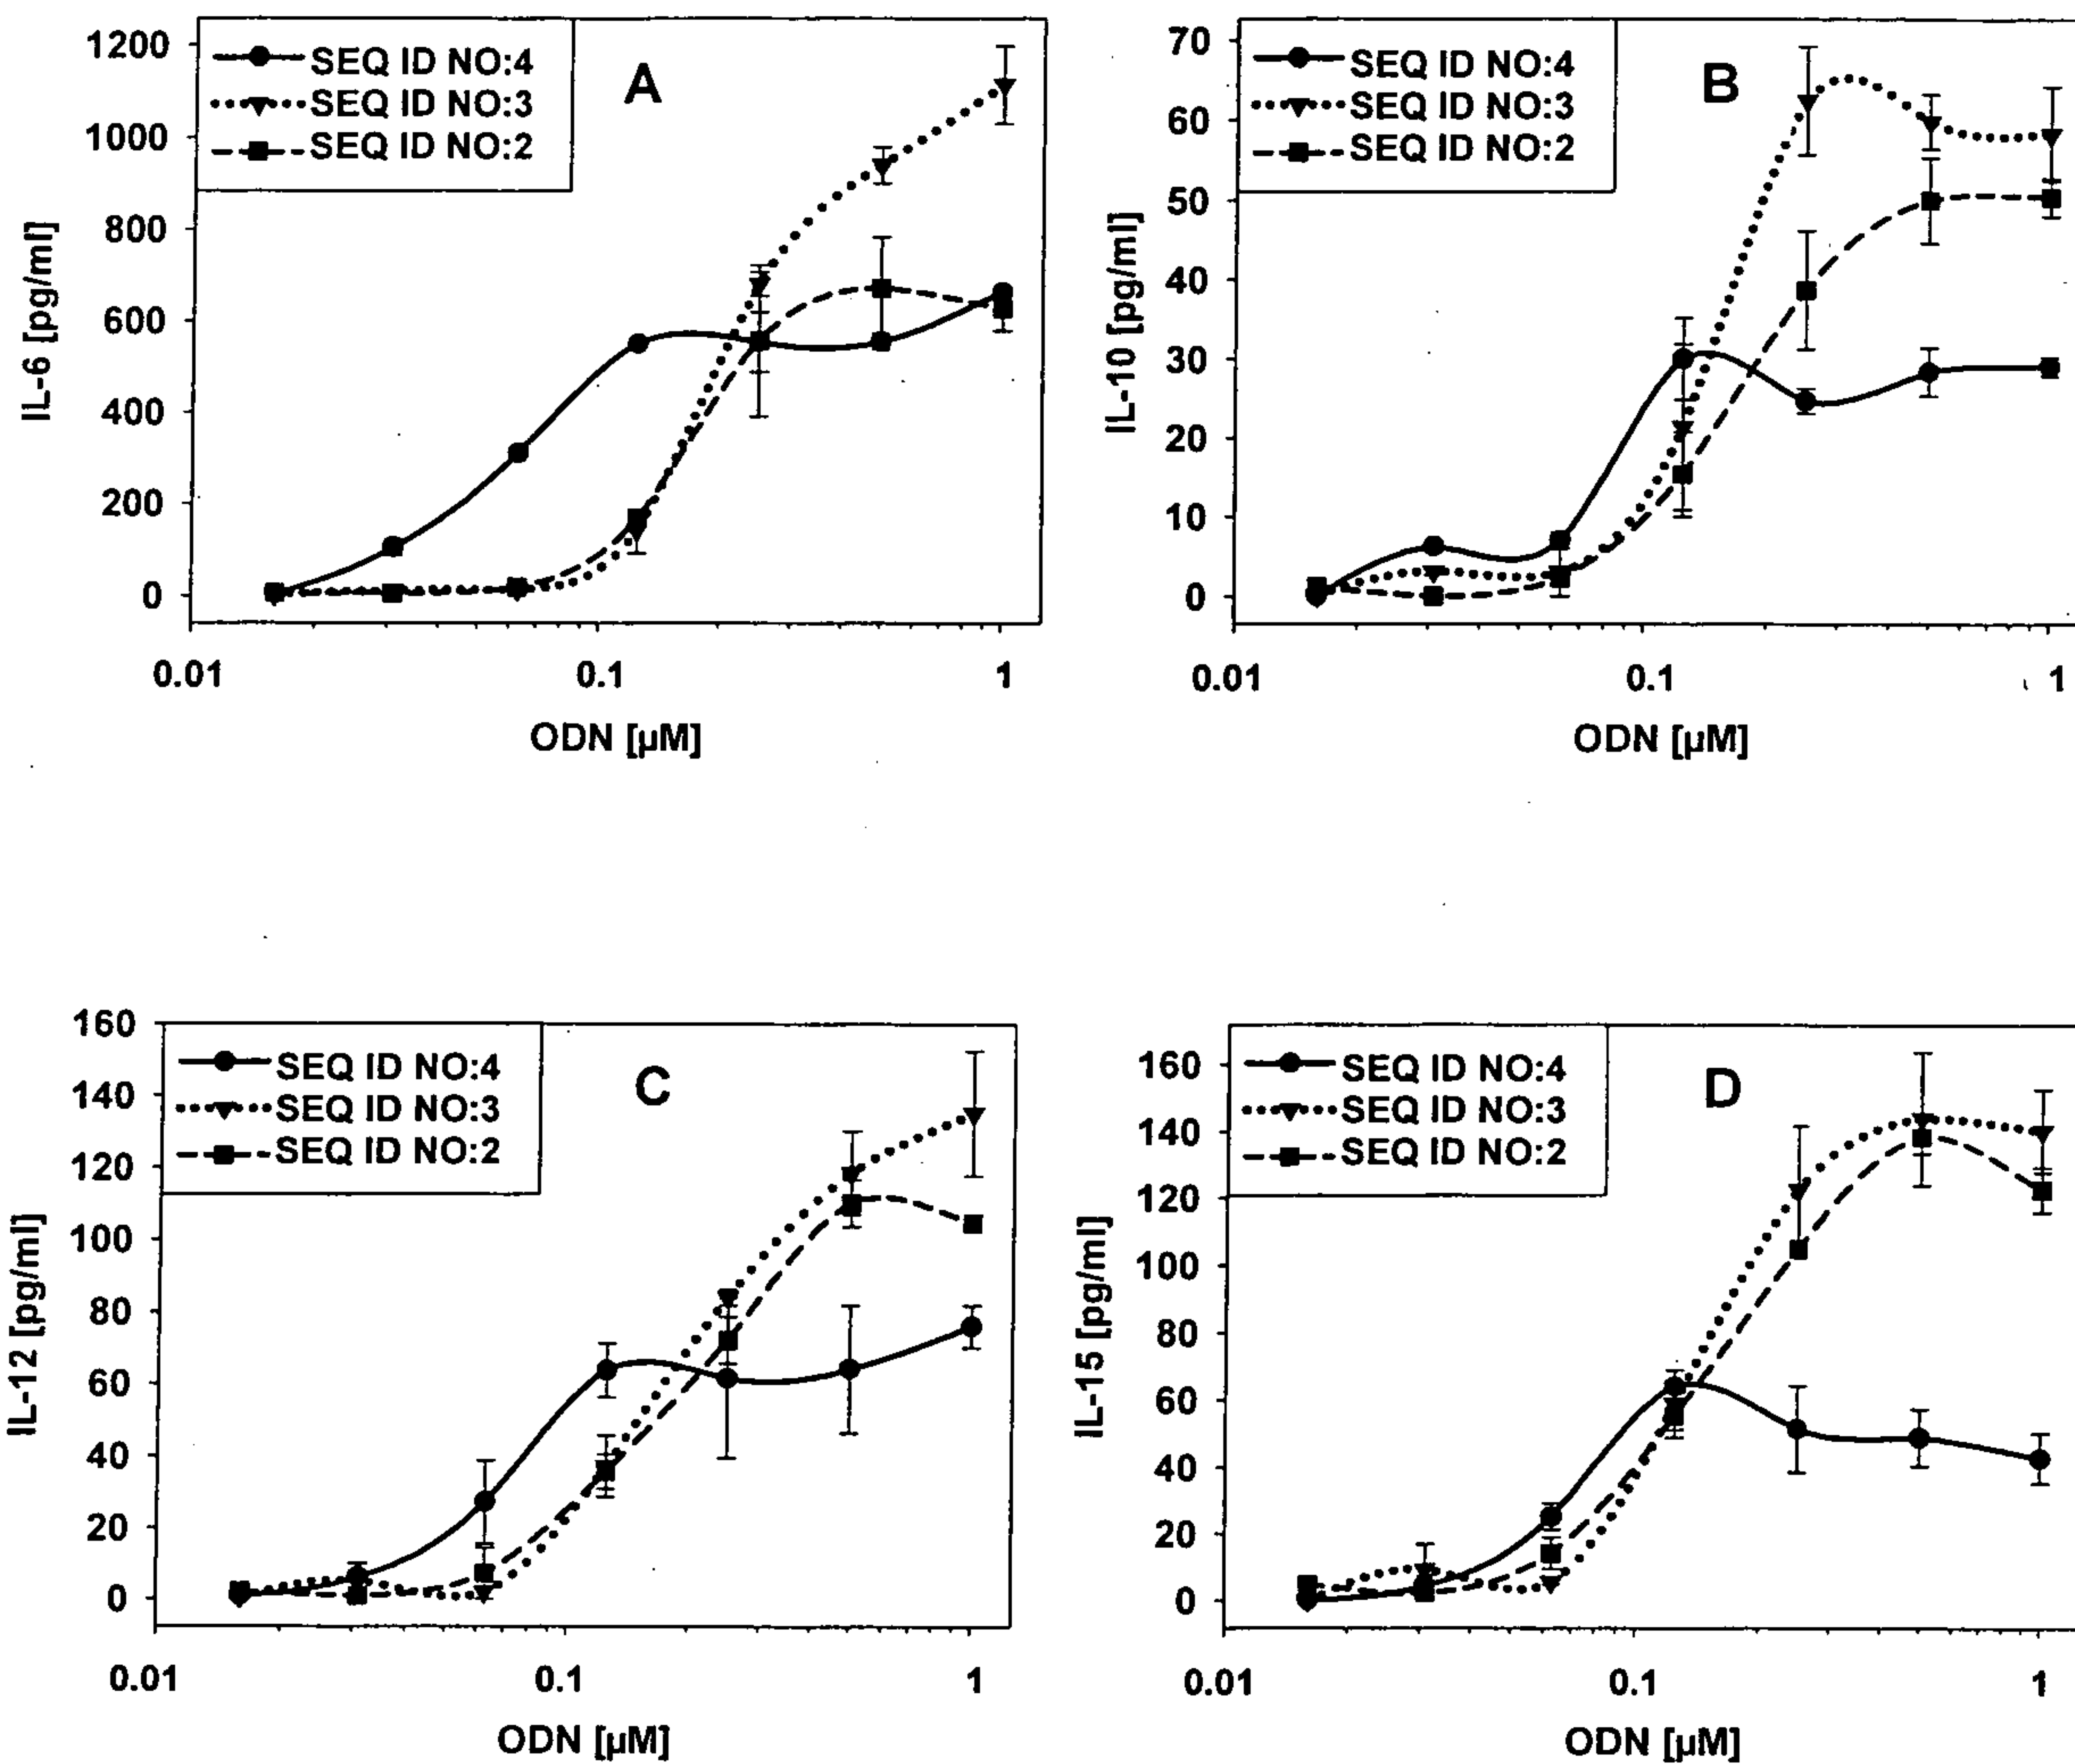 SEQ ID NO:4
SEQ ID NO:3
SEQ ID NO:2
A
1200
1000
800
600
400
200
0
IL-6 [pg/ml]
0.01
0.1
1
ODN [µM]
SEQ ID NO:4
SEQ ID NO:3
SEQ ID NO:2
B
70
60
50
40
30
20
10
0
IL-10 [pg/ml]
0.01
0.1
1
ODN [µM]
SEQ ID NO:4
SEQ ID NO:3
SEQ ID NO:2
C
160
140
120
100
80
60
40
20
0
IL-12 [pg/ml]
0.01
0.1
1
ODN [µM]
SEQ ID NO:4
SEQ ID NO:3
SEQ ID NO:2
D
160
140
120
100
80
60
40
20
0
IL-15 [pg/ml]
0.01
0.1
1
ODN [µM]